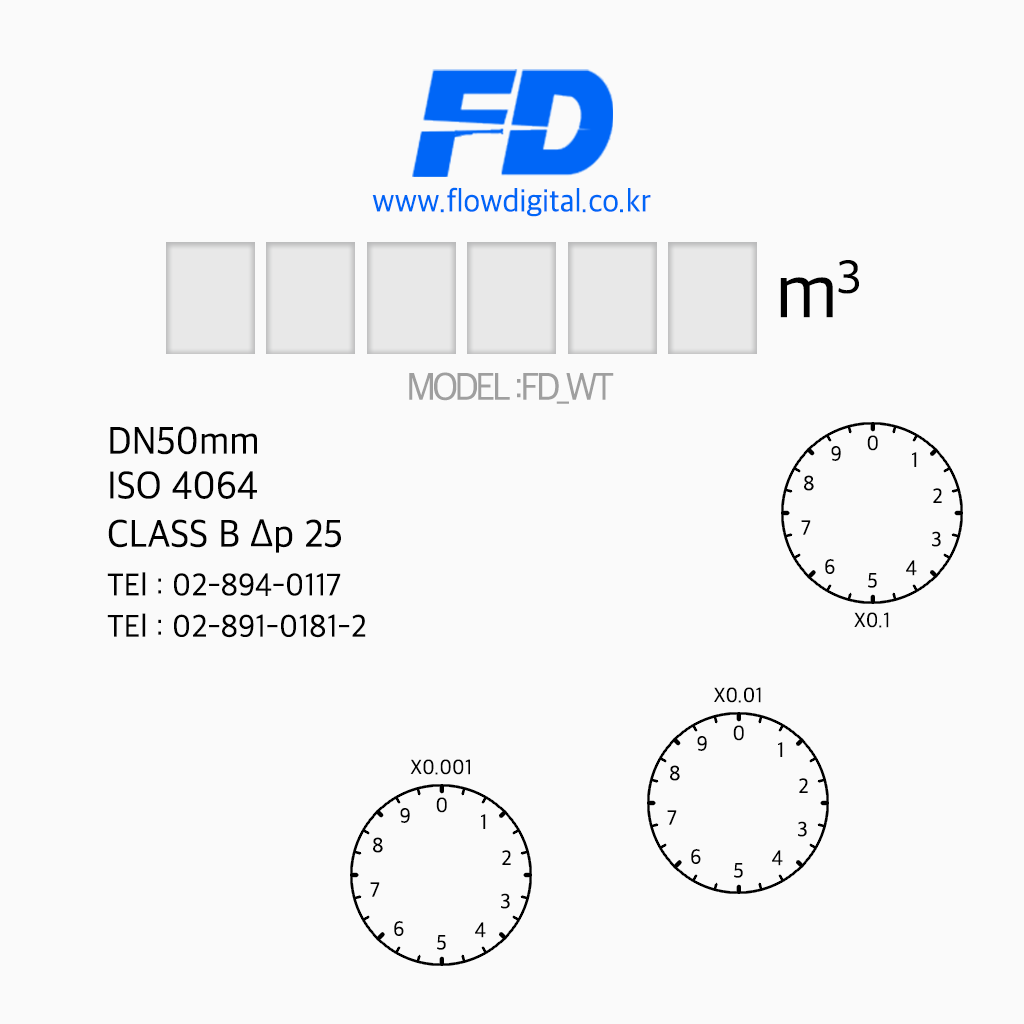 FD
www.flowdigital.co.kr
m³
MODEL :FD_WT
DN50mm
ISO 4064
CLASS B Δp 25
TEl : 02-894-0117
TEl : 02-891-0181-2
0 1 2 3 4 5 6 7 8 9
X0.1
X0.01
0 1 2 3 4 5 6 7 8 9
X0.001
0 1 2 3 4 5 6 7 8 9